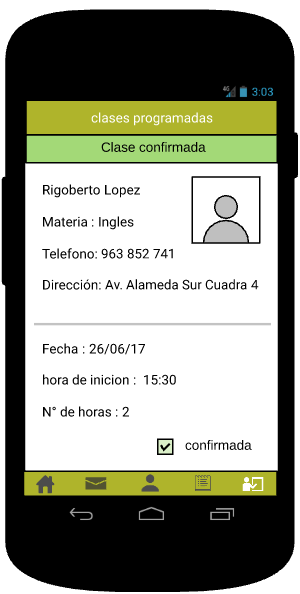 4G 3:03
clases programadas
Clase confirmada
Rigoberto Lopez
Materia : Ingles
Telefono: 963 852 741
Dirección: Av. Alameda Sur Cuadra 4
Fecha : 26/06/17
hora de inicion : 15:30
N° de horas : 2
confirmada